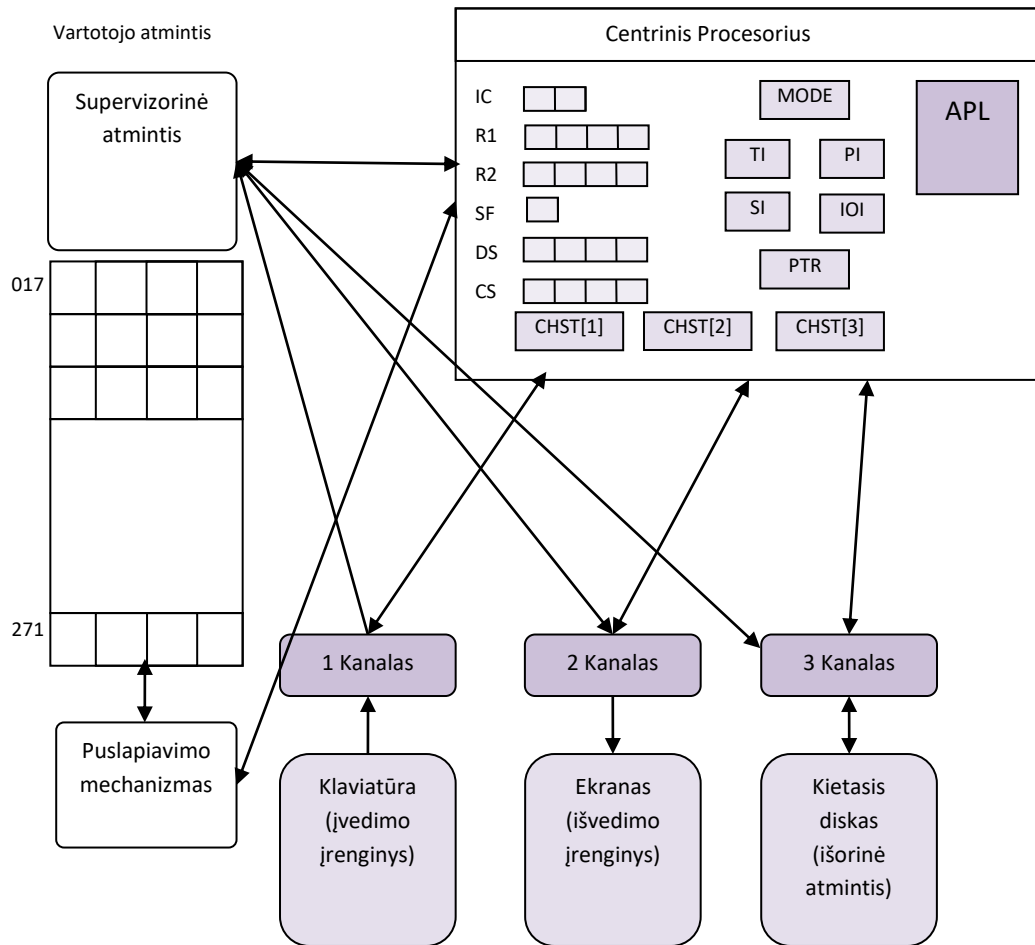 Vartotojo atmintis
Supervizorinė
atmintis
017
271
Puslapiavimo
mechanizmas
Centrinis Procesorius
IC
R1
R2
SF
DS
CS
MODE
TI
PI
SI
IOI
PTR
APL
CHST[1]
CHST[2]
CHST[3]
1 Kanalas
2 Kanalas
3 Kanalas
Klaviatūra
(įvedimo
įrenginys)
Ekranas
(išvedimo
įrenginys)
Kietasis
diskas
(išorinė
atmintis)